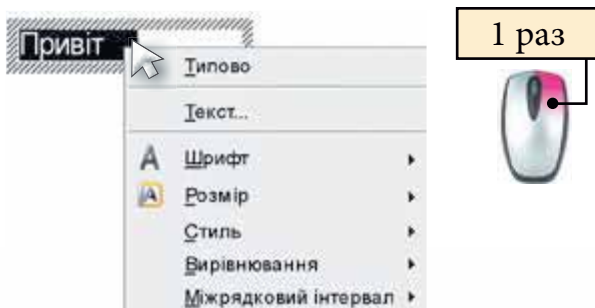 Привіт
1 раз
Типово
Текст...
Шрифт
Розмір
Стиль
Вирівнювання
Міжрядковий інтервал